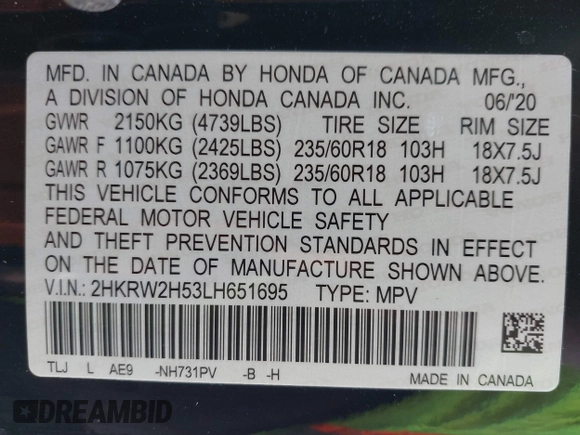 MFD. IN CANADA BY HONDA OF CANADA MFG.,
A DIVISION OF HONDA CANADA INC. 06/'20
GVWR 2150KG (4739LBS) TIRE SIZE RIM SIZE
GAWR F 1100KG (2425LBS) 235/60R18 103H 18X7.5J
GAWR R 1075KG (2369LBS) 235/60R18 103H 18X7.5J
THIS VEHICLE CONFORMS TO ALL APPLICABLE
FEDERAL MOTOR VEHICLE SAFETY
AND THEFT PREVENTION STANDARDS IN EFFECT
ON THE DATE OF MANUFACTURE SHOWN ABOVE.
V.I.N.: 2HKRW2H53LH651695 TYPE: MPV
TLJ L AE9 -NH731PV -B -H
MADE IN CANADA
DREAMBID